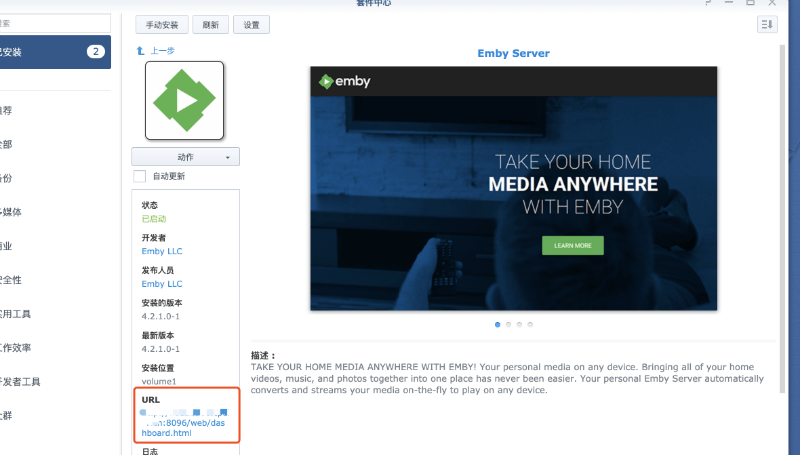 套件中心
手动安装
刷新
设置
已安装
2
上一步
Emby Server
emby
TAKE YOUR HOME
MEDIA ANYWHERE
WITH EMBY
LEARN MORE
动作
自动更新
状态
已启动
开发者
Emby LLC
发布人员
Emby LLC
安装的版本
4.2.1.0-1
最新版本
4.2.1.0-1
安装位置
volume1
URL
:8096/web/das
hboard.html
日志
描述：
TAKE YOUR HOME MEDIA ANYWHERE WITH EMBY! Your personal media on any device. Bringing all of your home
videos, music, and photos together into one place has never been easier. Your personal Emby Server automatically
converts and streams your media on-the-fly to play on any device.
推荐
全部
备份
多媒体
商业
安全性
实用工具
工作效率
开发者工具
社群